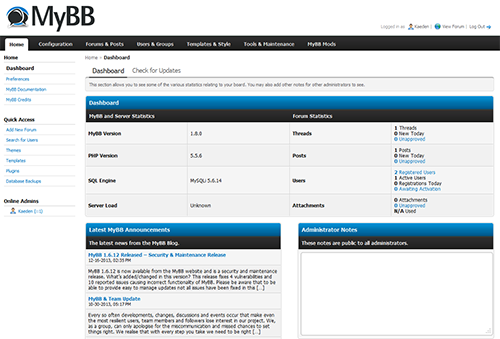 MyBB
Logged in as Kaeden | View Forum | Log Out
Home Configuration Forums & Posts Users & Groups Templates & Style Tools & Maintenance MyBB Mods
Home
Dashboard
Preferences
MyBB Documentation
MyBB Credits
Quick Access
Add New Forum
Search for Users
Themes
Templates
Plugins
Database Backups
Online Admins
Kaeden
Home » Dashboard
Dashboard Check for Updates
This section allows you to see some of the various statistics relating to your board. You may also add other notes for other administrators to see.
Dashboard
MyBB and Server Statistics Forum Statistics
MyBB Version 1.8.0 Threads
1 Threads
0 New Today
0 Unapproved
PHP Version 5.5.6 Posts
1 Posts
0 New Today
0 Unapproved
SQL Engine MySQLi 5.6.14 Users
2 Registered Users
1 Active Users
0 Registrations Today
0 Awaiting Activation
Server Load Unknown Attachments
0 Attachments
0 Unapproved
N/A Used
Latest MyBB Announcements
The latest news from the MyBB Blog.
MyBB 1.6.12 Released – Security & Maintenance Release
12-16-2013, 02:33 PM
MyBB 1.6.12 is now available from the MyBB website and is a security and maintenance
release. What's added/changed in this version? This release fixes 4 vulnerabilities and
10 reported issues causing incorrect functionality of MyBB. Please be aware that to be
able to provide easy to manage updates not all issues have been fixed in this [...]
MyBB & Team Update
10-30-2013, 05:17 PM
Every so often developments, changes, discussions and events occur that make even
the most resilient users, team members and followers lose interest in our project. We,
as a group, can only apologise for the miscommunication and missed chances to set
things right. We realise that with every step you take we need to be right [...]
Administrator Notes
These notes are public to all administrators.